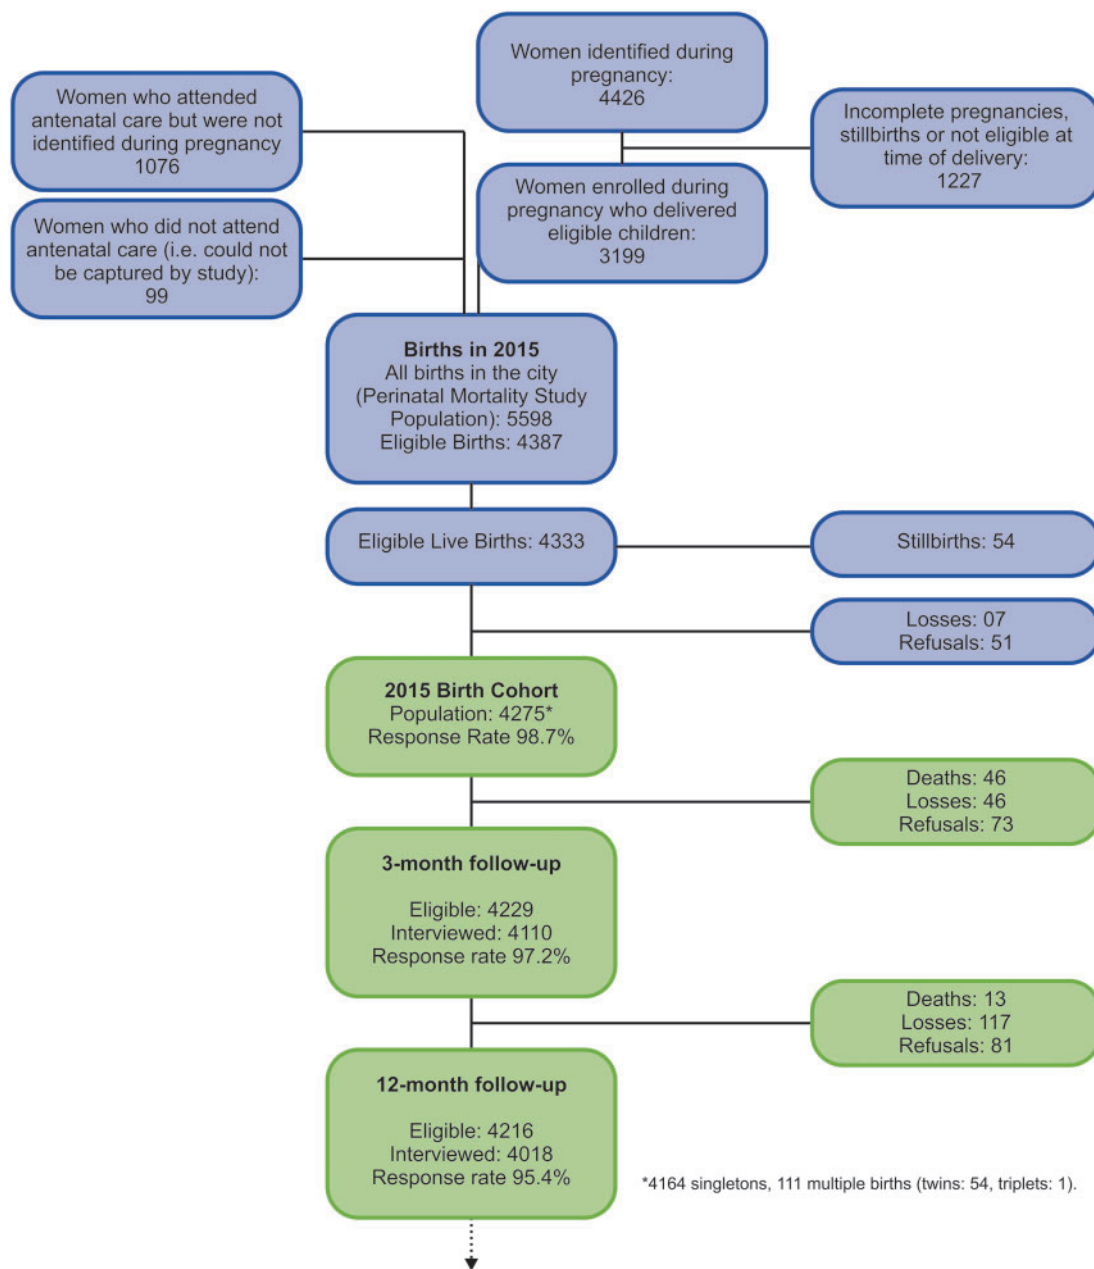 Women identified during
pregnancy:
4426
Women who attended
antenatal care but were not
identified during pregnancy
1076
Incomplete pregnancies,
stillbirths or not eligible at
time of delivery:
1227
Women enrolled during
pregnancy who delivered
eligible children:
3199
Women who did not attend
antenatal care (i.e. could not
be captured by study):
99
Births in 2015
All births in the city
(Perinatal Mortality Study
Population): 5598
Eligible Births: 4387
Eligible Live Births: 4333
Stillbirths: 54
Losses: 07
Refusals: 51
2015 Birth Cohort
Population: 4275*
Response Rate 98.7%
Deaths: 46
Losses: 46
Refusals: 73
3-month follow-up
Eligible: 4229
Interviewed: 4110
Response rate 97.2%
Deaths: 13
Losses: 117
Refusals: 81
12-month follow-up
Eligible: 4216
Interviewed: 4018
Response rate 95.4%
*4164 singletons, 111 multiple births (twins: 54, triplets: 1).